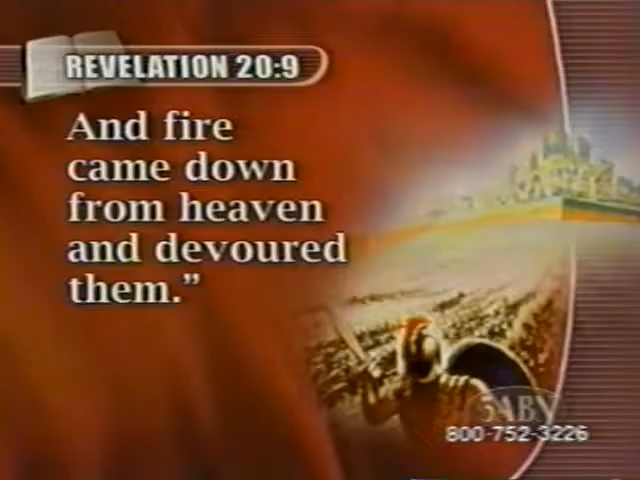 REVELATION 20:9
And fire
came down
from heaven
and devoured
them.”
3ABN
800-752-3226